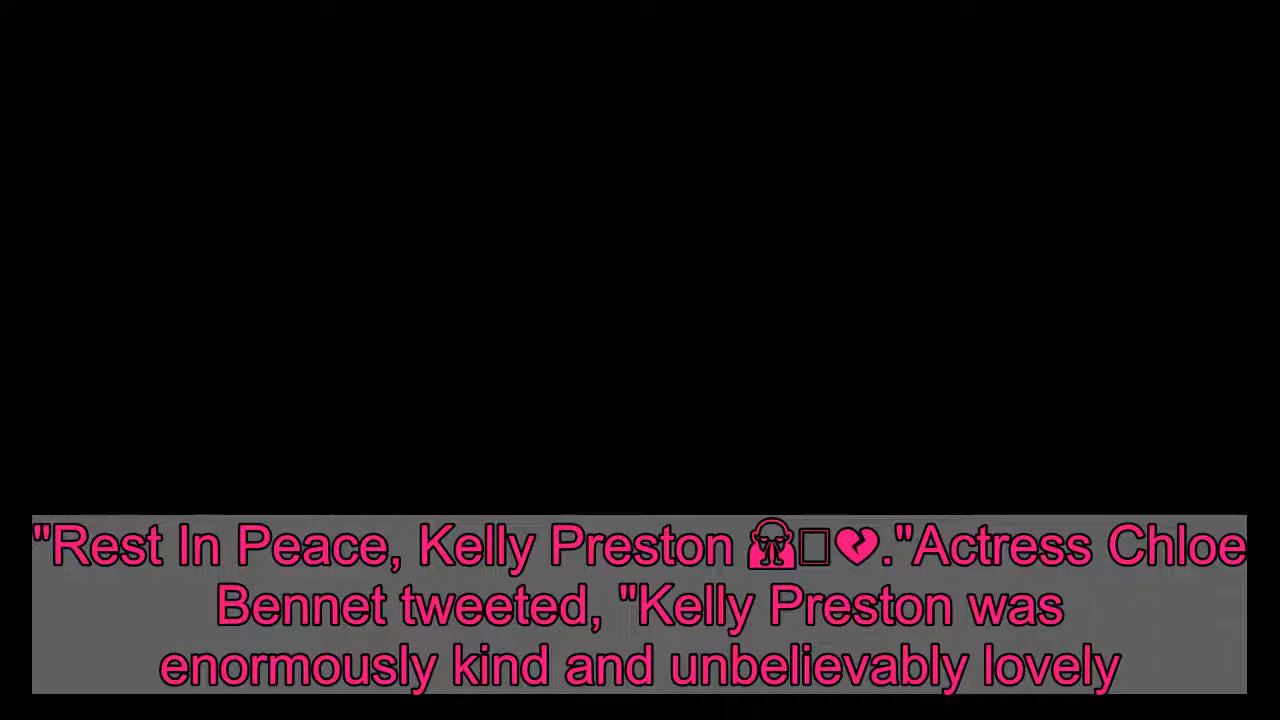 "Rest In Peace, Kelly Preston 🙏□💔."Actress Chloe
Bennet tweeted, "Kelly Preston was
enormously kind and unbelievably lovely